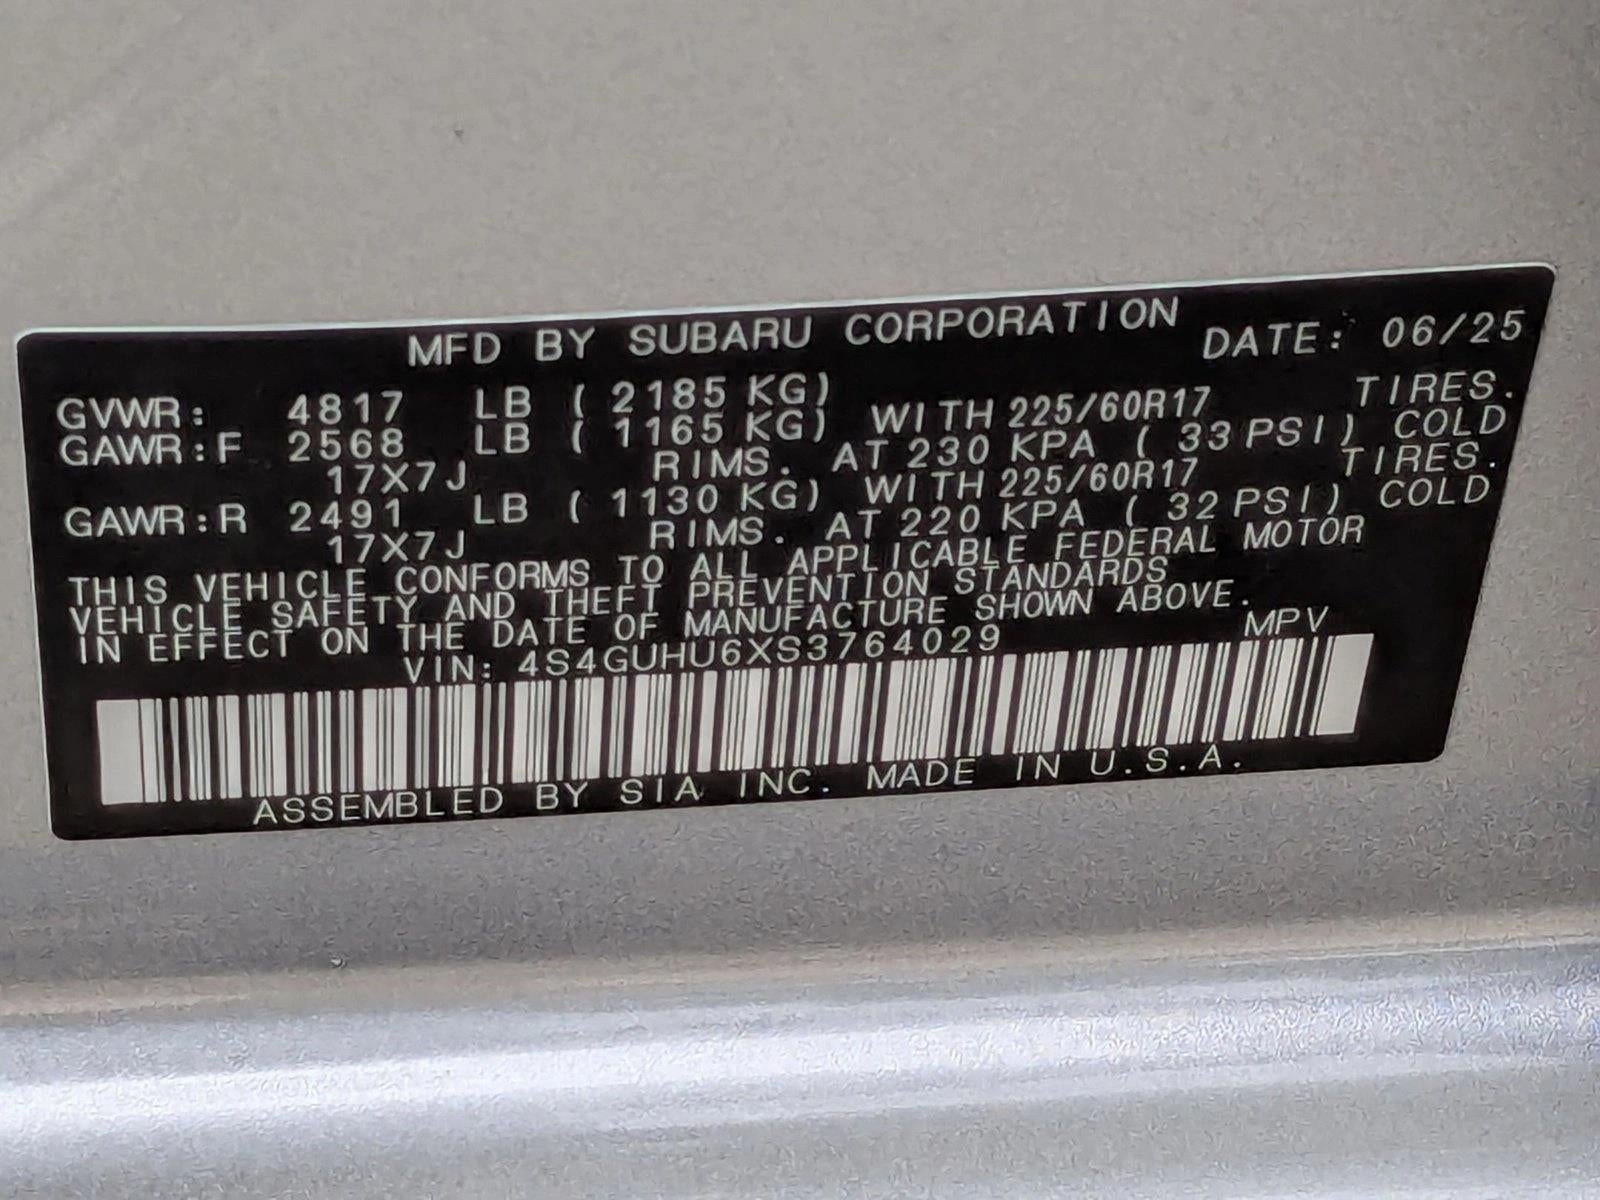 MFD BY SUBARU CORPORATION DATE: 06/25
GVWR: 4817 LB ( 2185 KG)
GAWR:F 2568 LB ( 1165 KG) WITH 225/60R17 TIRES.
17X7J RIMS. AT 230 KPA ( 33 PSI) COLD
GAWR:R 2491 LB ( 1130 KG) WITH 225/60R17 TIRES.
17X7J RIMS. AT 220 KPA ( 32 PSI) COLD
THIS VEHICLE CONFORMS TO ALL APPLICABLE FEDERAL MOTOR
VEHICLE SAFETY AND THEFT PREVENTION STANDARDS
IN EFFECT ON THE DATE OF MANUFACTURE SHOWN ABOVE.
VIN: 4S4GUHU6XS3764029 MPV
ASSEMBLED BY SIA INC. MADE IN U.S.A.